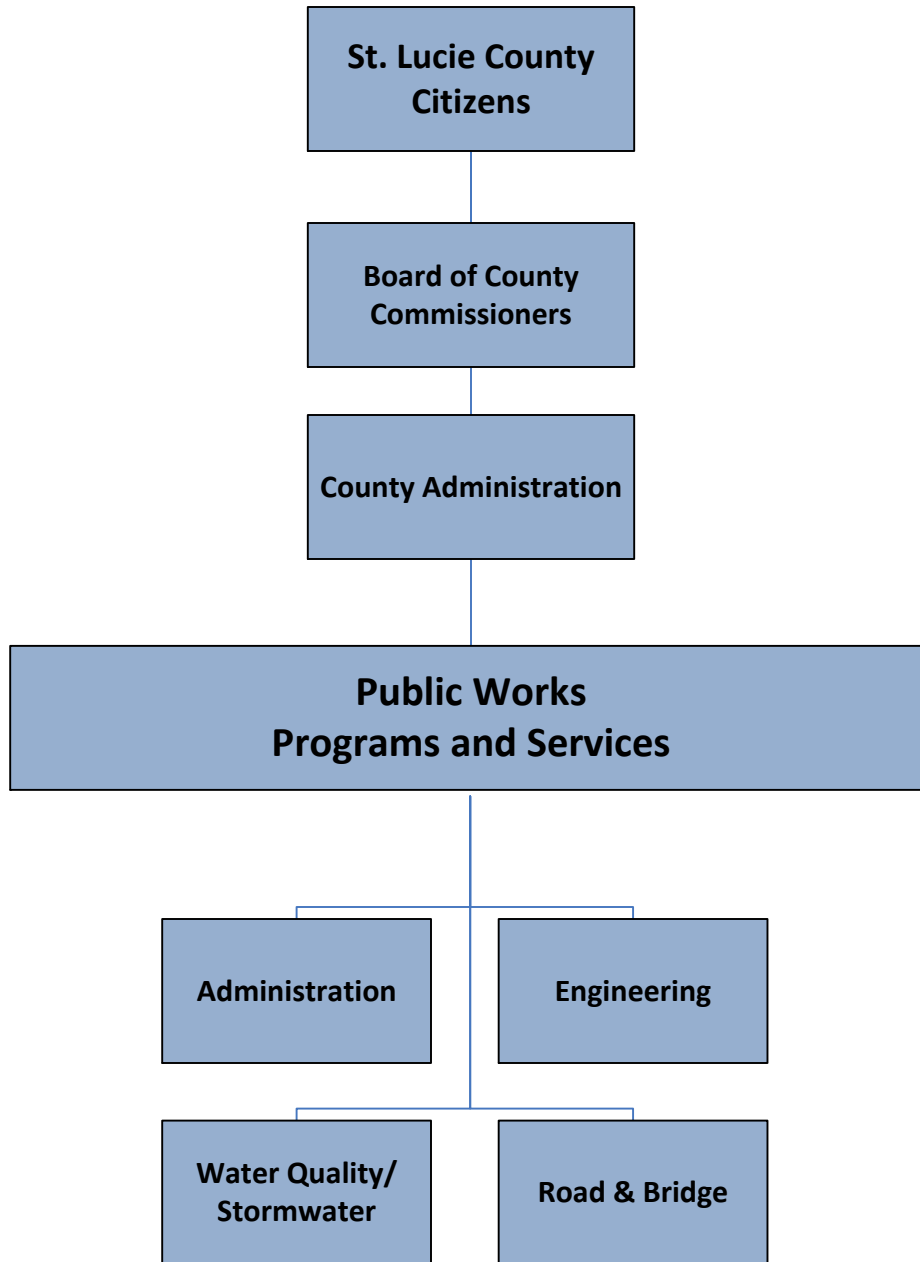 St. Lucie County
Citizens
Board of County
Commissioners
County Administration
Public Works
Programs and Services
Administration
Engineering
Water Quality/
Stormwater
Road & Bridge